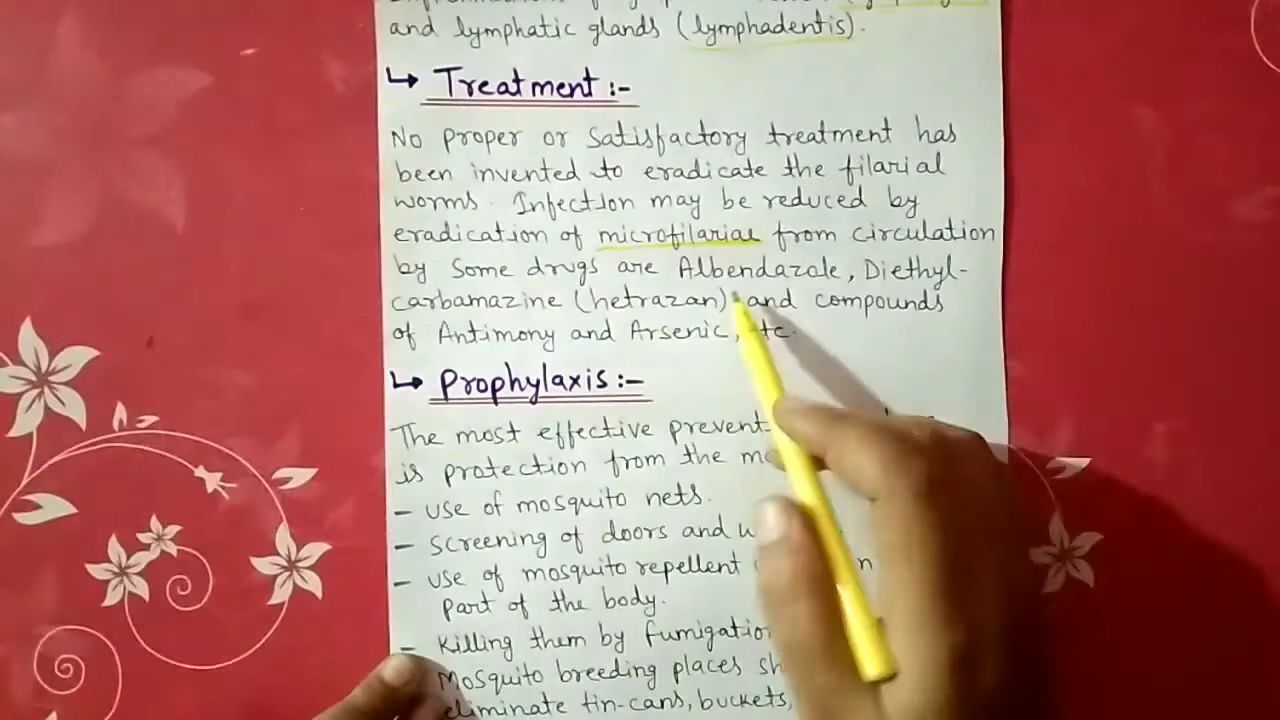 and lymphatic glands (lymphadentis).
↳ Treatment :-
No proper or satisfactory treatment has
been invented to eradicate the filarial
worms. Infection may be reduced by
eradication of microfilariae from circulation
by some drugs are Albendazole, Diethyl-
carbamazine (hetrazan) and compounds
of Antimony and Arsenic, etc.
↳ Prophylaxis :-
The most effective
is protection from the
- use of mosquito nets.
- screening of doors and
- use of mosquito repellent
part of the body.
- Killing them by
Mosquito breeding places
eliminate tin-cans, buckets,